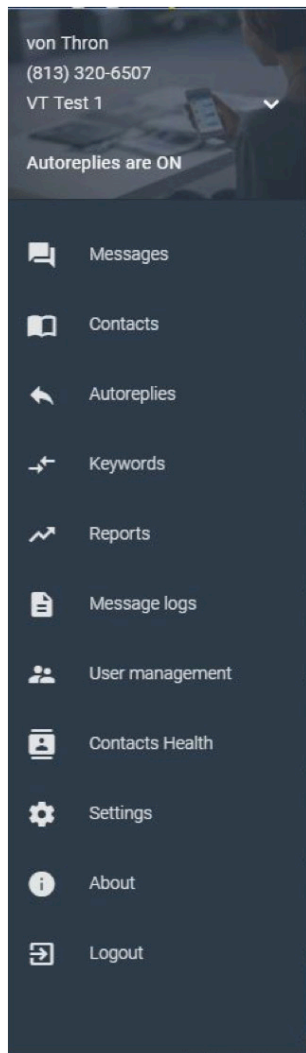 von Thron
(813) 320-6507
VT Test 1
Autoreplies are ON
Messages
Contacts
Autoreplies
Keywords
Reports
Message logs
User management
Contacts Health
Settings
About
Logout